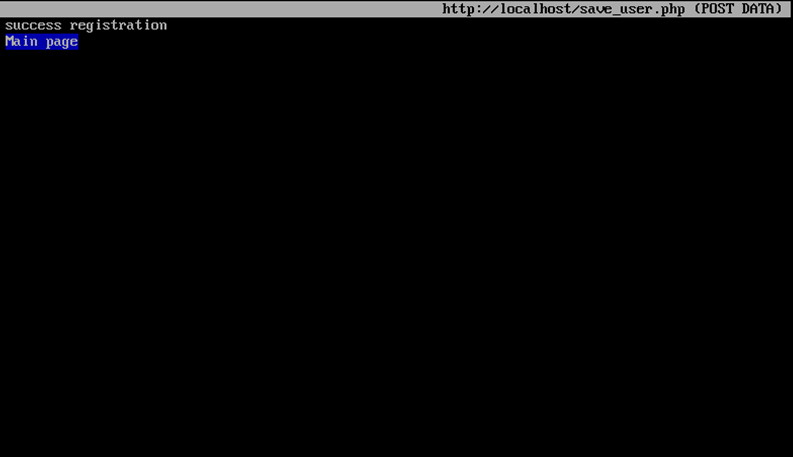 http://localhost/save_user.php (POST DATA)
success registration
Main page